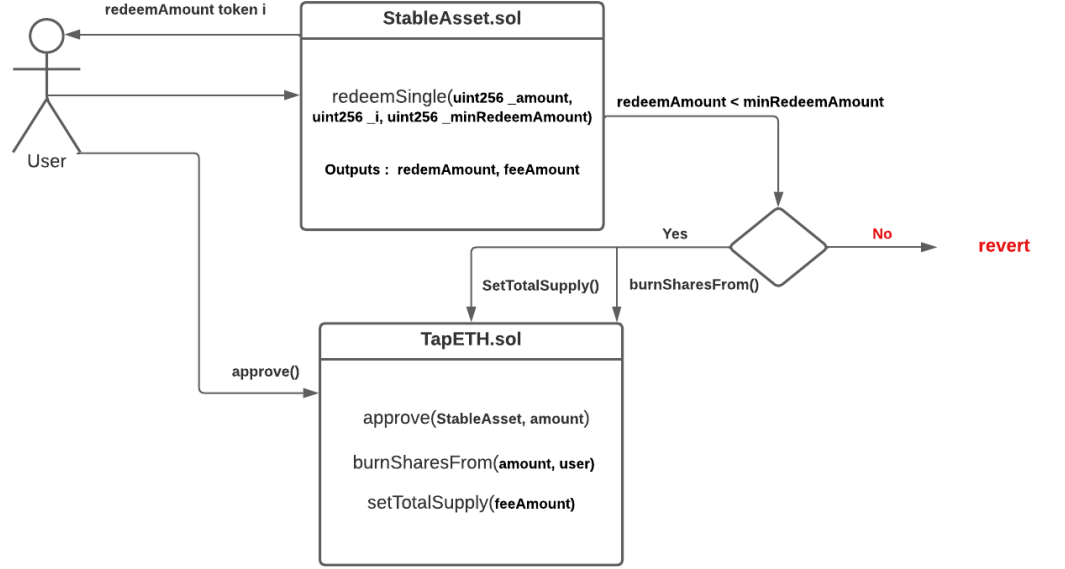 redeemAmount token i
StableAsset.sol
redeemSingle(uint256 _amount,
uint256 _i, uint256 _minRedeemAmount)
Outputs : redemAmount, feeAmount
redeemAmount < minRedeemAmount
User
Yes
No
revert
SetTotalSupply()
burnSharesFrom()
TapETH.sol
approve()
approve(StableAsset, amount)
burnSharesFrom(amount, user)
setTotalSupply(feeAmount)